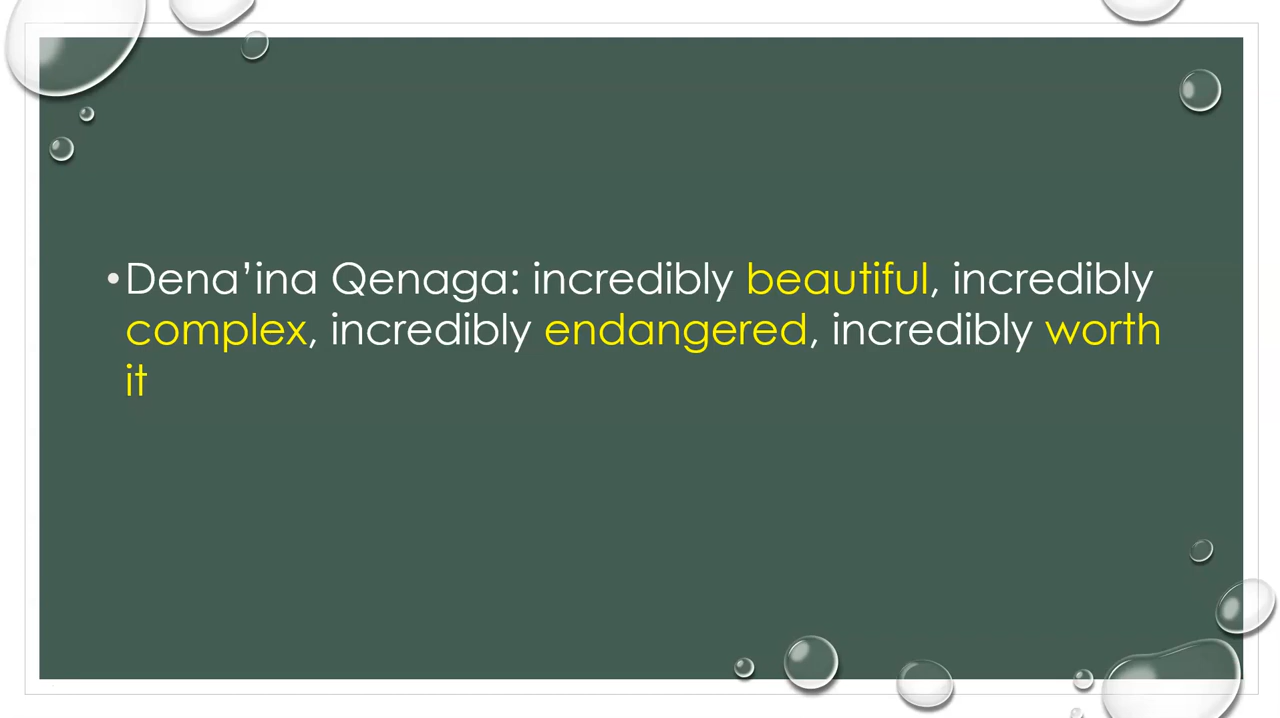 •Dena’ina Qenaga: incredibly beautiful, incredibly
complex, incredibly endangered, incredibly worth
it